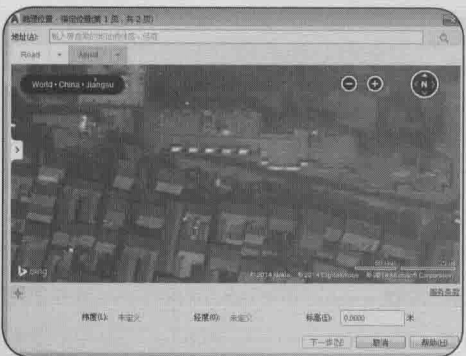 地理位置 - 指定位置(第 1 页，共 2 页)
地址(A):
Road Aerial
World • China • Jiangsu
N
bing
© 2014 Nokia © 2014 DigitalGlobe © 2014 Microsoft Corporation
服务条款
纬度(L): 未定义 经度(O): 未定义 标高(E): 0.0000 米
下一步(N) 取消 帮助(H)